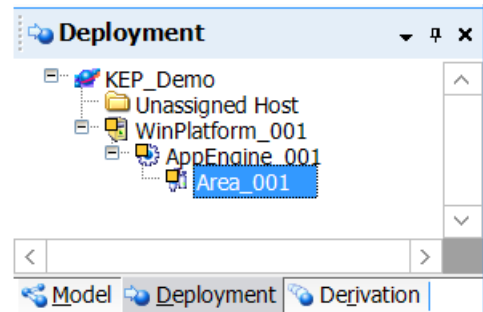 Deployment
KEP_Demo
Unassigned Host
WinPlatform_001
AppEngine_001
Area_001
Model Deployment Derivation